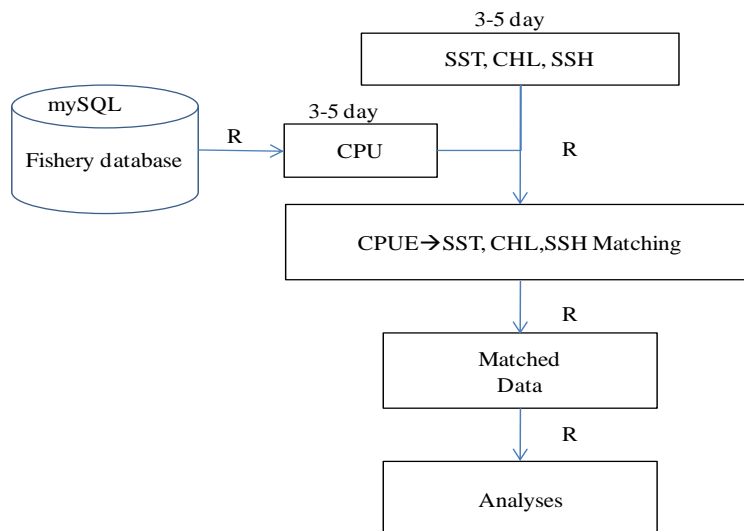 3-5 day
SST, CHL, SSH
mySQL
Fishery database
R
3-5 day
CPU
R
CPUE→SST, CHL,SSH Matching
R
Matched
Data
R
Analyses